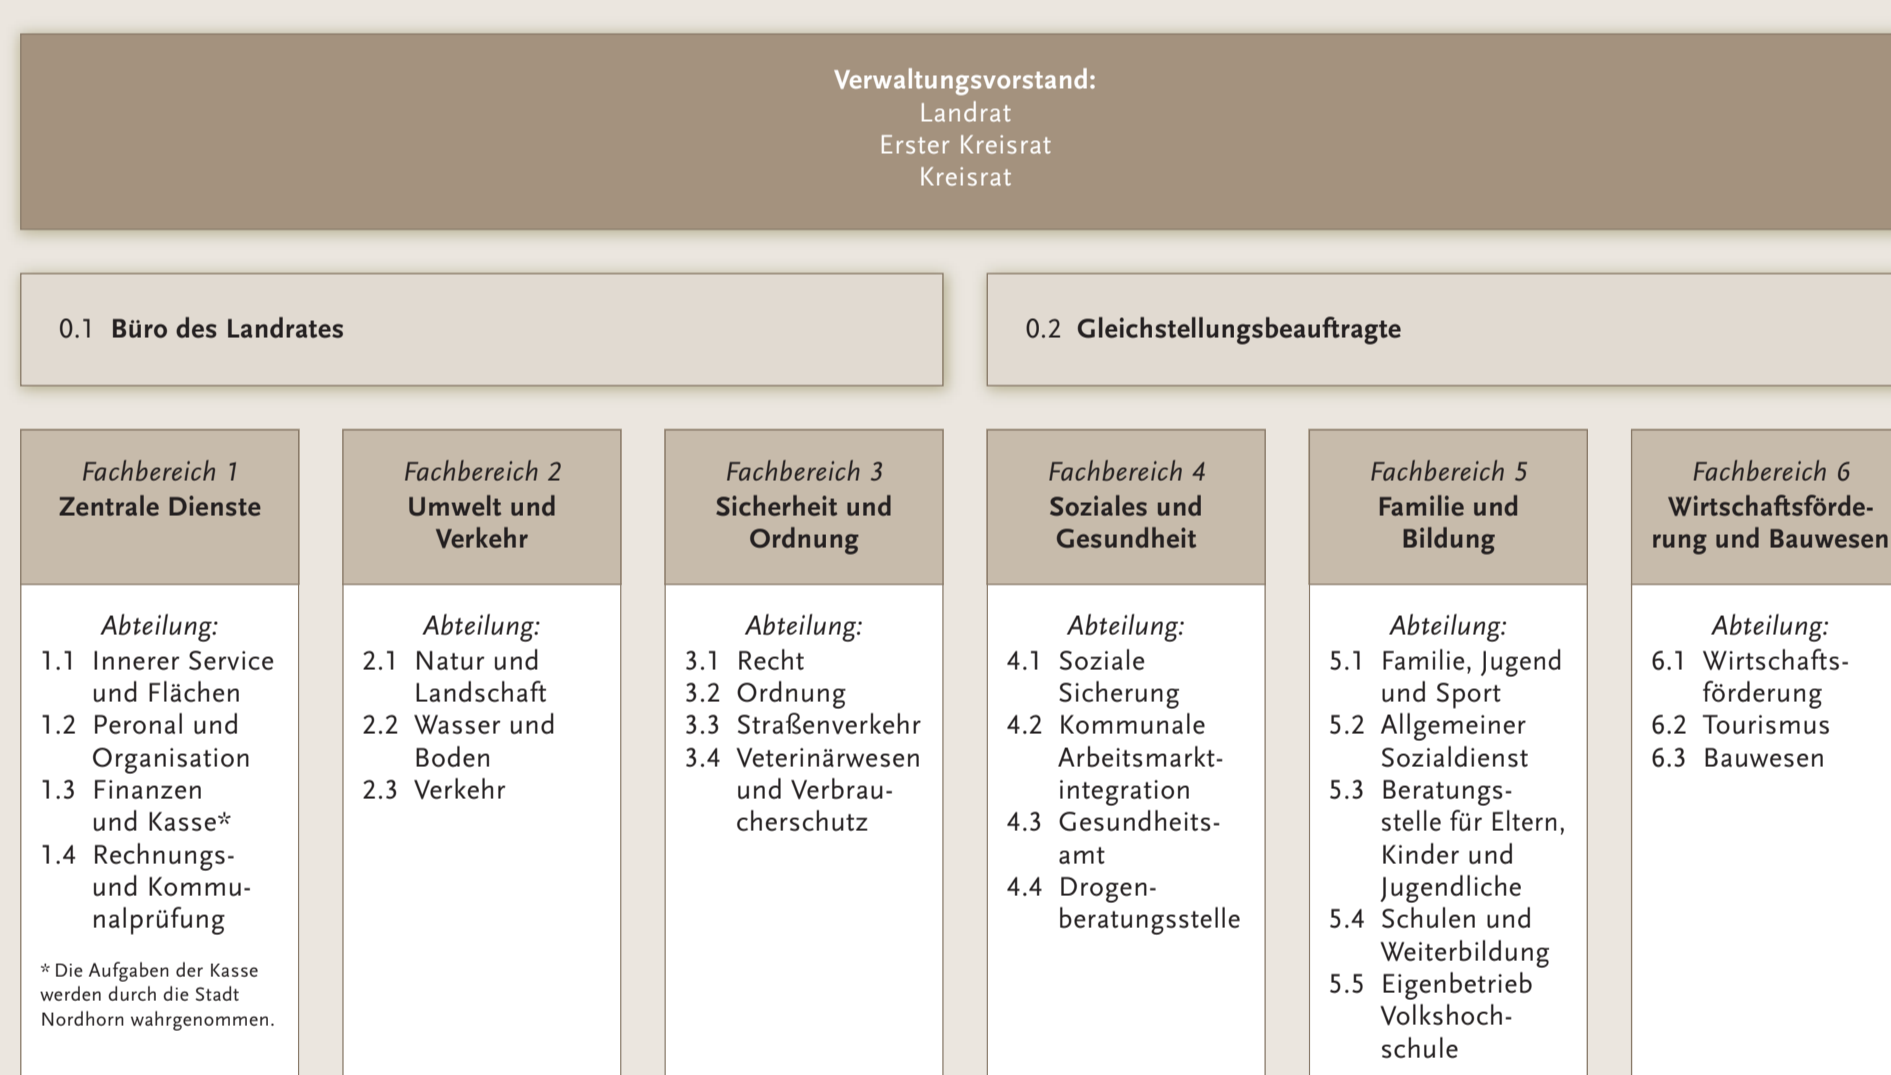 Verwaltungsvorstand:
Landrat
Erster Kreisrat
Kreisrat
0.1 Büro des Landrates
0.2 Gleichstellungsbeauftragte
Fachbereich 1
Zentrale Dienste
Abteilung:
1.1 Innerer Service
und Flächen
1.2 Peronal und
Organisation
1.3 Finanzen
und Kasse*
1.4 Rechnungs-
und Kommu-
nalprüfung
* Die Aufgaben der Kasse
werden durch die Stadt
Nordhorn wahrgenommen.
Fachbereich 2
Umwelt und
Verkehr
Abteilung:
2.1 Natur und
Landschaft
2.2 Wasser und
Boden
2.3 Verkehr
Fachbereich 3
Sicherheit und
Ordnung
Abteilung:
3.1 Recht
3.2 Ordnung
3.3 Straßenverkehr
3.4 Veterinärwesen
und Verbrau-
cherschutz
Fachbereich 4
Soziales und
Gesundheit
Abteilung:
4.1 Soziale
Sicherung
4.2 Kommunale
Arbeitsmarkt-
integration
4.3 Gesundheits-
amt
4.4 Drogen-
beratungsstelle
Fachbereich 5
Familie und
Bildung
Abteilung:
5.1 Familie, Jugend
und Sport
5.2 Allgemeiner
Sozialdienst
5.3 Beratungs-
stelle für Eltern,
Kinder und
Jugendliche
5.4 Schulen und
Weiterbildung
5.5 Eigenbetrieb
Volkshoch-
schule
Fachbereich 6
Wirtschaftsförde-
rung und Bauwesen
Abteilung:
6.1 Wirtschafts-
förderung
6.2 Tourismus
6.3 Bauwesen